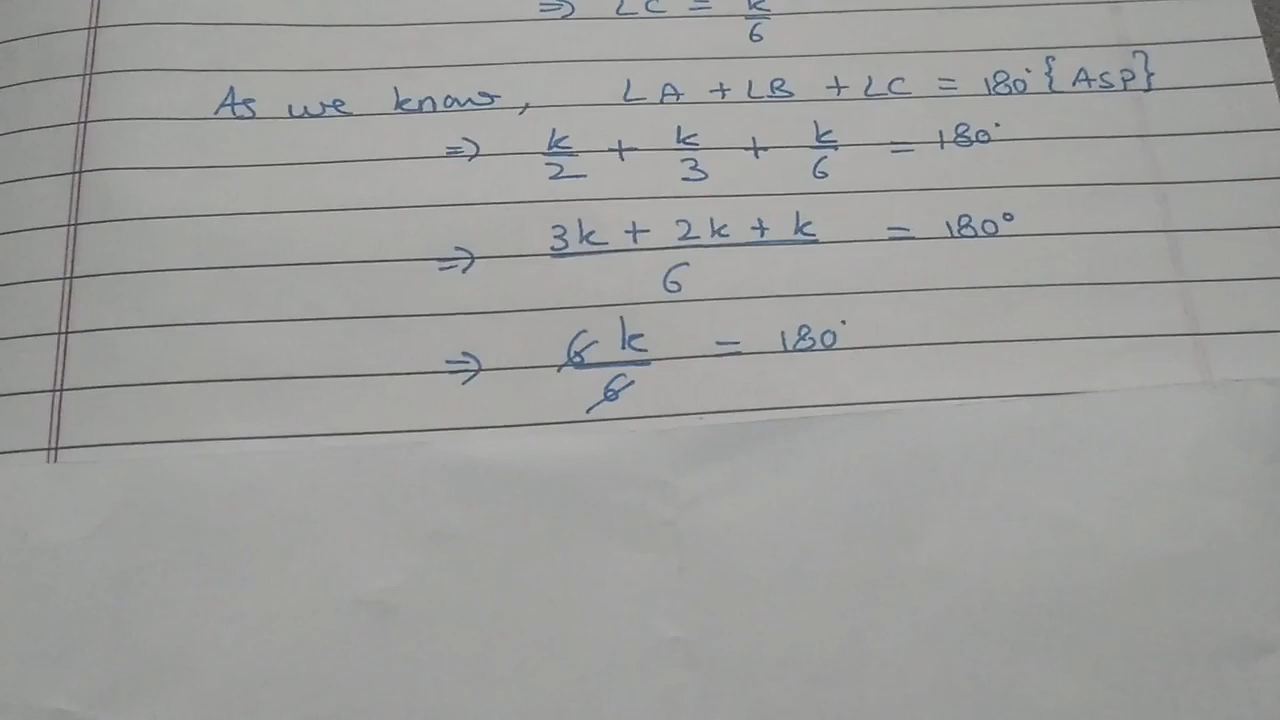 ⇒ ∠C = k/6
As we know, ∠A + ∠B + ∠C = 180° {ASP}
⇒ k/2 + k/3 + k/6 = 180°
⇒ (3k + 2k + k)/6 = 180°
⇒ 6k/6 = 180°